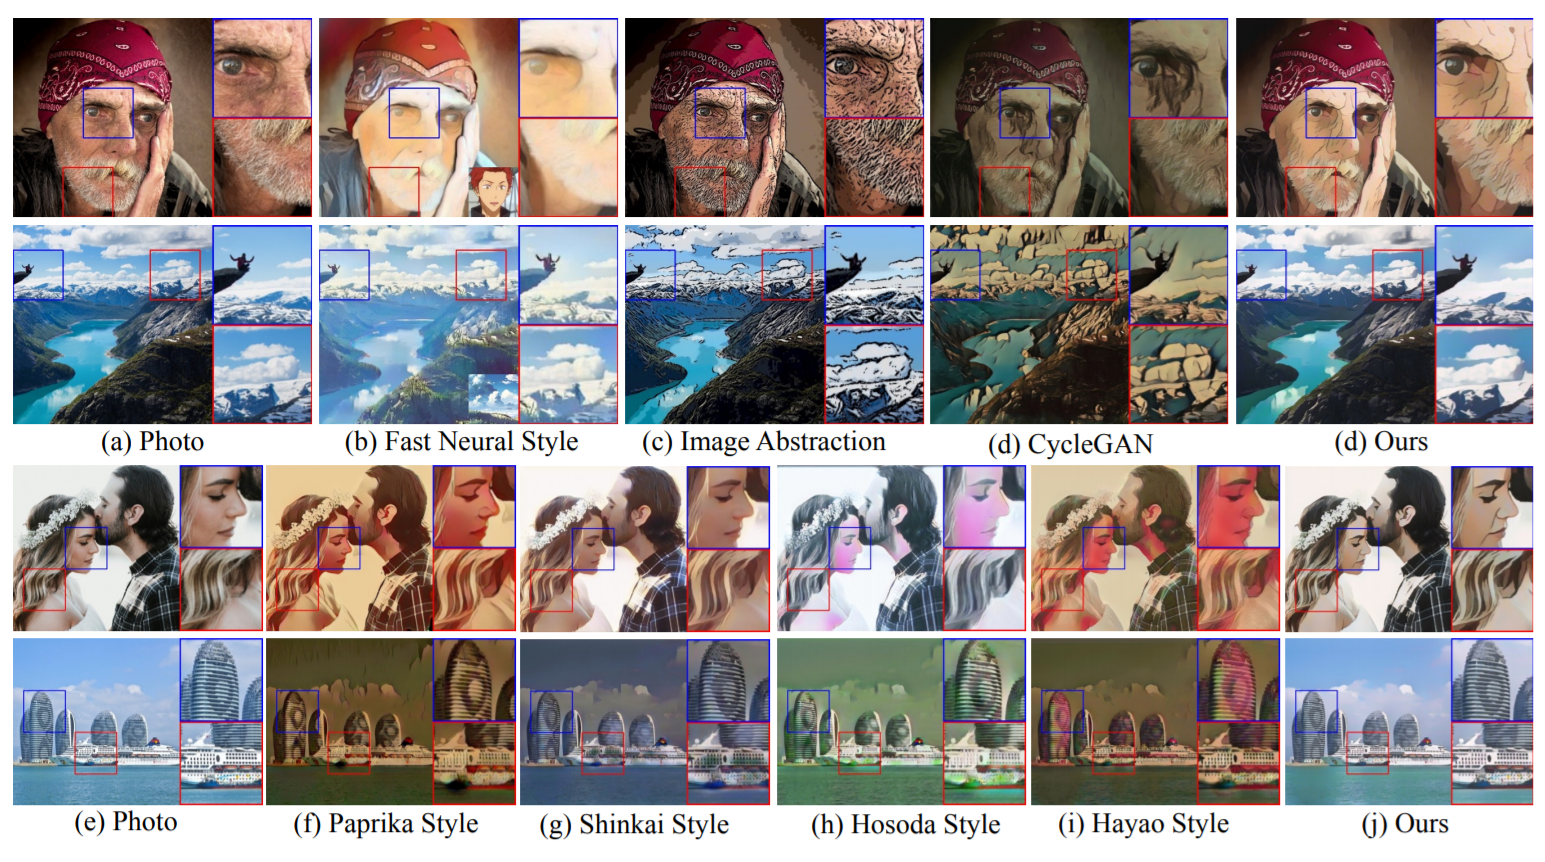 (a) Photo (b) Fast Neural Style (c) Image Abstraction (d) CycleGAN (d) Ours
(e) Photo (f) Paprika Style (g) Shinkai Style (h) Hosoda Style (i) Hayao Style (j) Ours